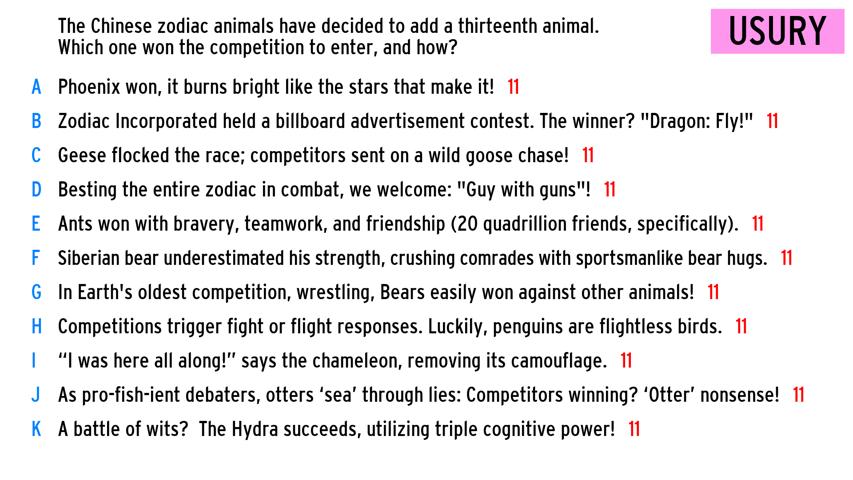 The Chinese zodiac animals have decided to add a thirteenth animal.
Which one won the competition to enter, and how?
USURY
A Phoenix won, it burns bright like the stars that make it! 11
B Zodiac Incorporated held a billboard advertisement contest. The winner? "Dragon: Fly!" 11
C Geese flocked the race; competitors sent on a wild goose chase! 11
D Besting the entire zodiac in combat, we welcome: "Guy with guns"! 11
E Ants won with bravery, teamwork, and friendship (20 quadrillion friends, specifically). 11
F Siberian bear underestimated his strength, crushing comrades with sportsmanlike bear hugs. 11
G In Earth's oldest competition, wrestling, Bears easily won against other animals! 11
H Competitions trigger fight or flight responses. Luckily, penguins are flightless birds. 11
I “I was here all along!” says the chameleon, removing its camouflage. 11
J As pro-fish-ient debaters, otters ‘sea’ through lies: Competitors winning? ‘Otter’ nonsense! 11
K A battle of wits?  The Hydra succeeds, utilizing triple cognitive power! 11